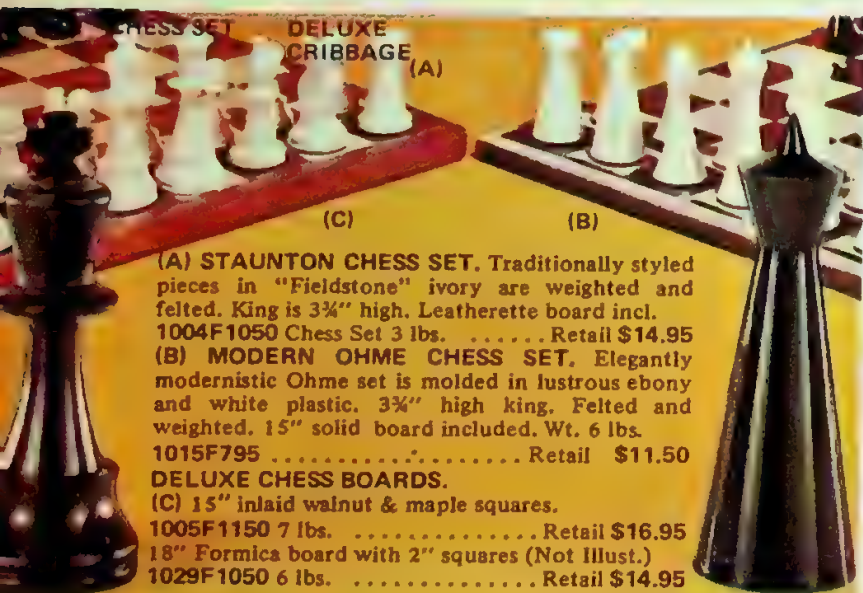 CHESS SET DELUXE
CRIBBAGE
(A)
(C) (B)
(A) STAUNTON CHESS SET. Traditionally styled
pieces in "Fieldstone" ivory are weighted and
felted. King is 3¾" high. Leatherette board incl.
1004F1050 Chess Set 3 lbs. ...... Retail $14.95
(B) MODERN OHME CHESS SET. Elegantly
modernistic Ohme set is molded in lustrous ebony
and white plastic. 3¾" high king. Felted and
weighted. 15" solid board included. Wt. 6 lbs.
1015F795 ..................... Retail $11.50
DELUXE CHESS BOARDS.
(C) 15" inlaid walnut & maple squares.
1005F1150 7 lbs. ............... Retail $16.95
18" Formica board with 2" squares (Not Illust.)
1029F1050 6 lbs. ............... Retail $14.95